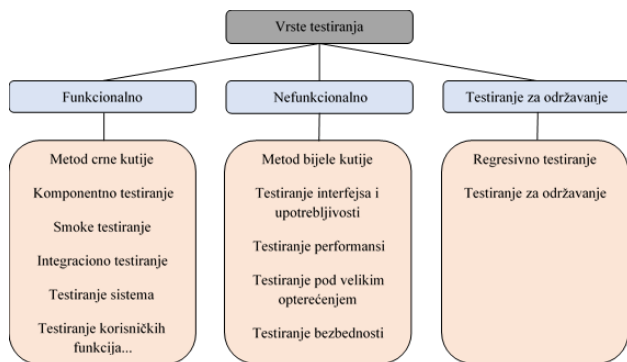 Vrste testiranja
Funkcionalno
Nefunkcionalno
Testiranje za održavanje
Metod crne kutije
Komponentno testiranje
Smoke testiranje
Integraciono testiranje
Testiranje sistema
Testiranje korisničkih
funkcija...
Metod bijele kutije
Testiranje interfejsa i
upotrebljivosti
Testiranje performansi
Testiranje pod velikim
opterećenjem
Testiranje bezbednosti
Regresivno testiranje
Testiranje za održavanje